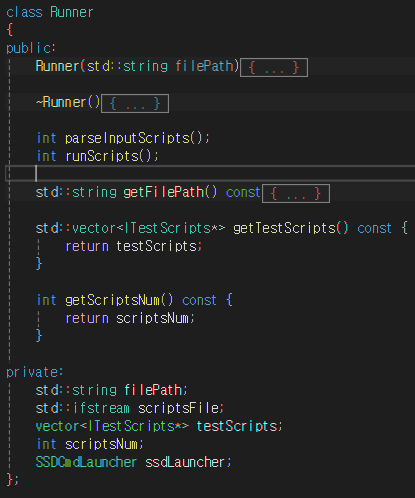 class Runner
{
public:
    Runner(std::string filePath){ ... }

    ~Runner(){ ... }

    int parseInputScripts();
    int runScripts();

    std::string getFilePath() const{ ... }

    std::vector<ITestScripts*> getTestScripts() const {
        return testScripts;
    }

    int getScriptsNum() const {
        return scriptsNum;
    }

private:
    std::string filePath;
    std::ifstream scriptsFile;
    vector<ITestScripts*> testScripts;
    int scriptsNum;
    SSDCmdLauncher ssdLauncher;
};